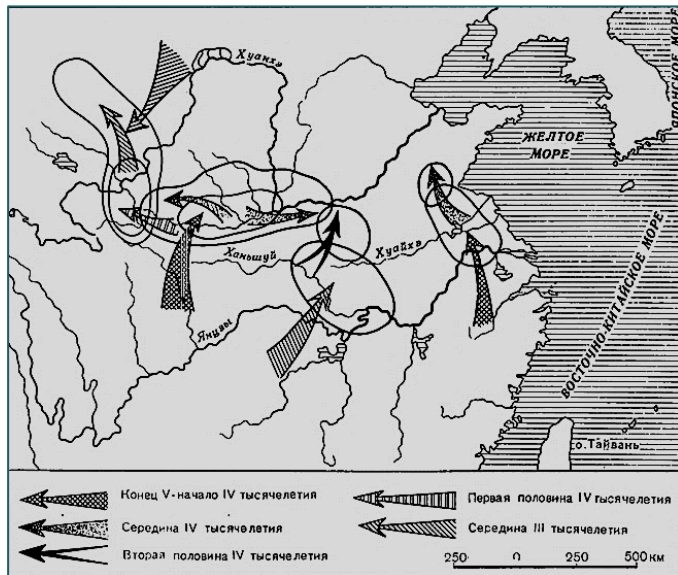 Хуанхэ
ЯПОНСКОЕ МОРЕ
ЖЕЛТОЕ
МОРЕ
Ханьшуй
Хуайхэ
Янцзы
ВОСТОЧНО-КИТАЙСКОЕ МОРЕ
о.Тайвань
Конец V-начало IV тысячелетия
Середина IV тысячелетия
Вторая половина IV тысячелетия
Первая половина IV тысячелетия
Середина III тысячелетия
250 0 250 500 км